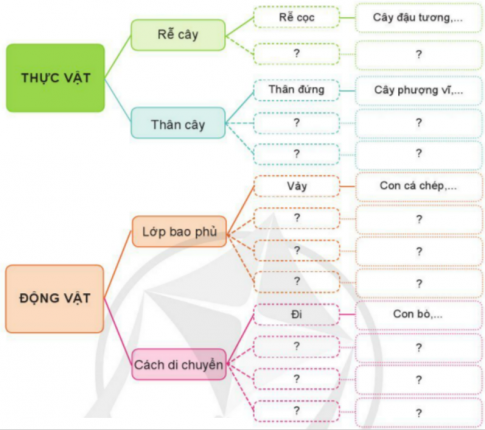 THỰC VẬT
Rễ cây
Rễ cọc
Cây đậu tương,...
?
?
Thân cây
Thân đứng
Cây phượng vĩ,...
?
?
?
?
ĐỘNG VẬT
Lớp bao phủ
Vây
Con cá chép,...
?
?
?
?
?
?
Cách di chuyển
Đi
Con bò,...
?
?
?
?
?
?